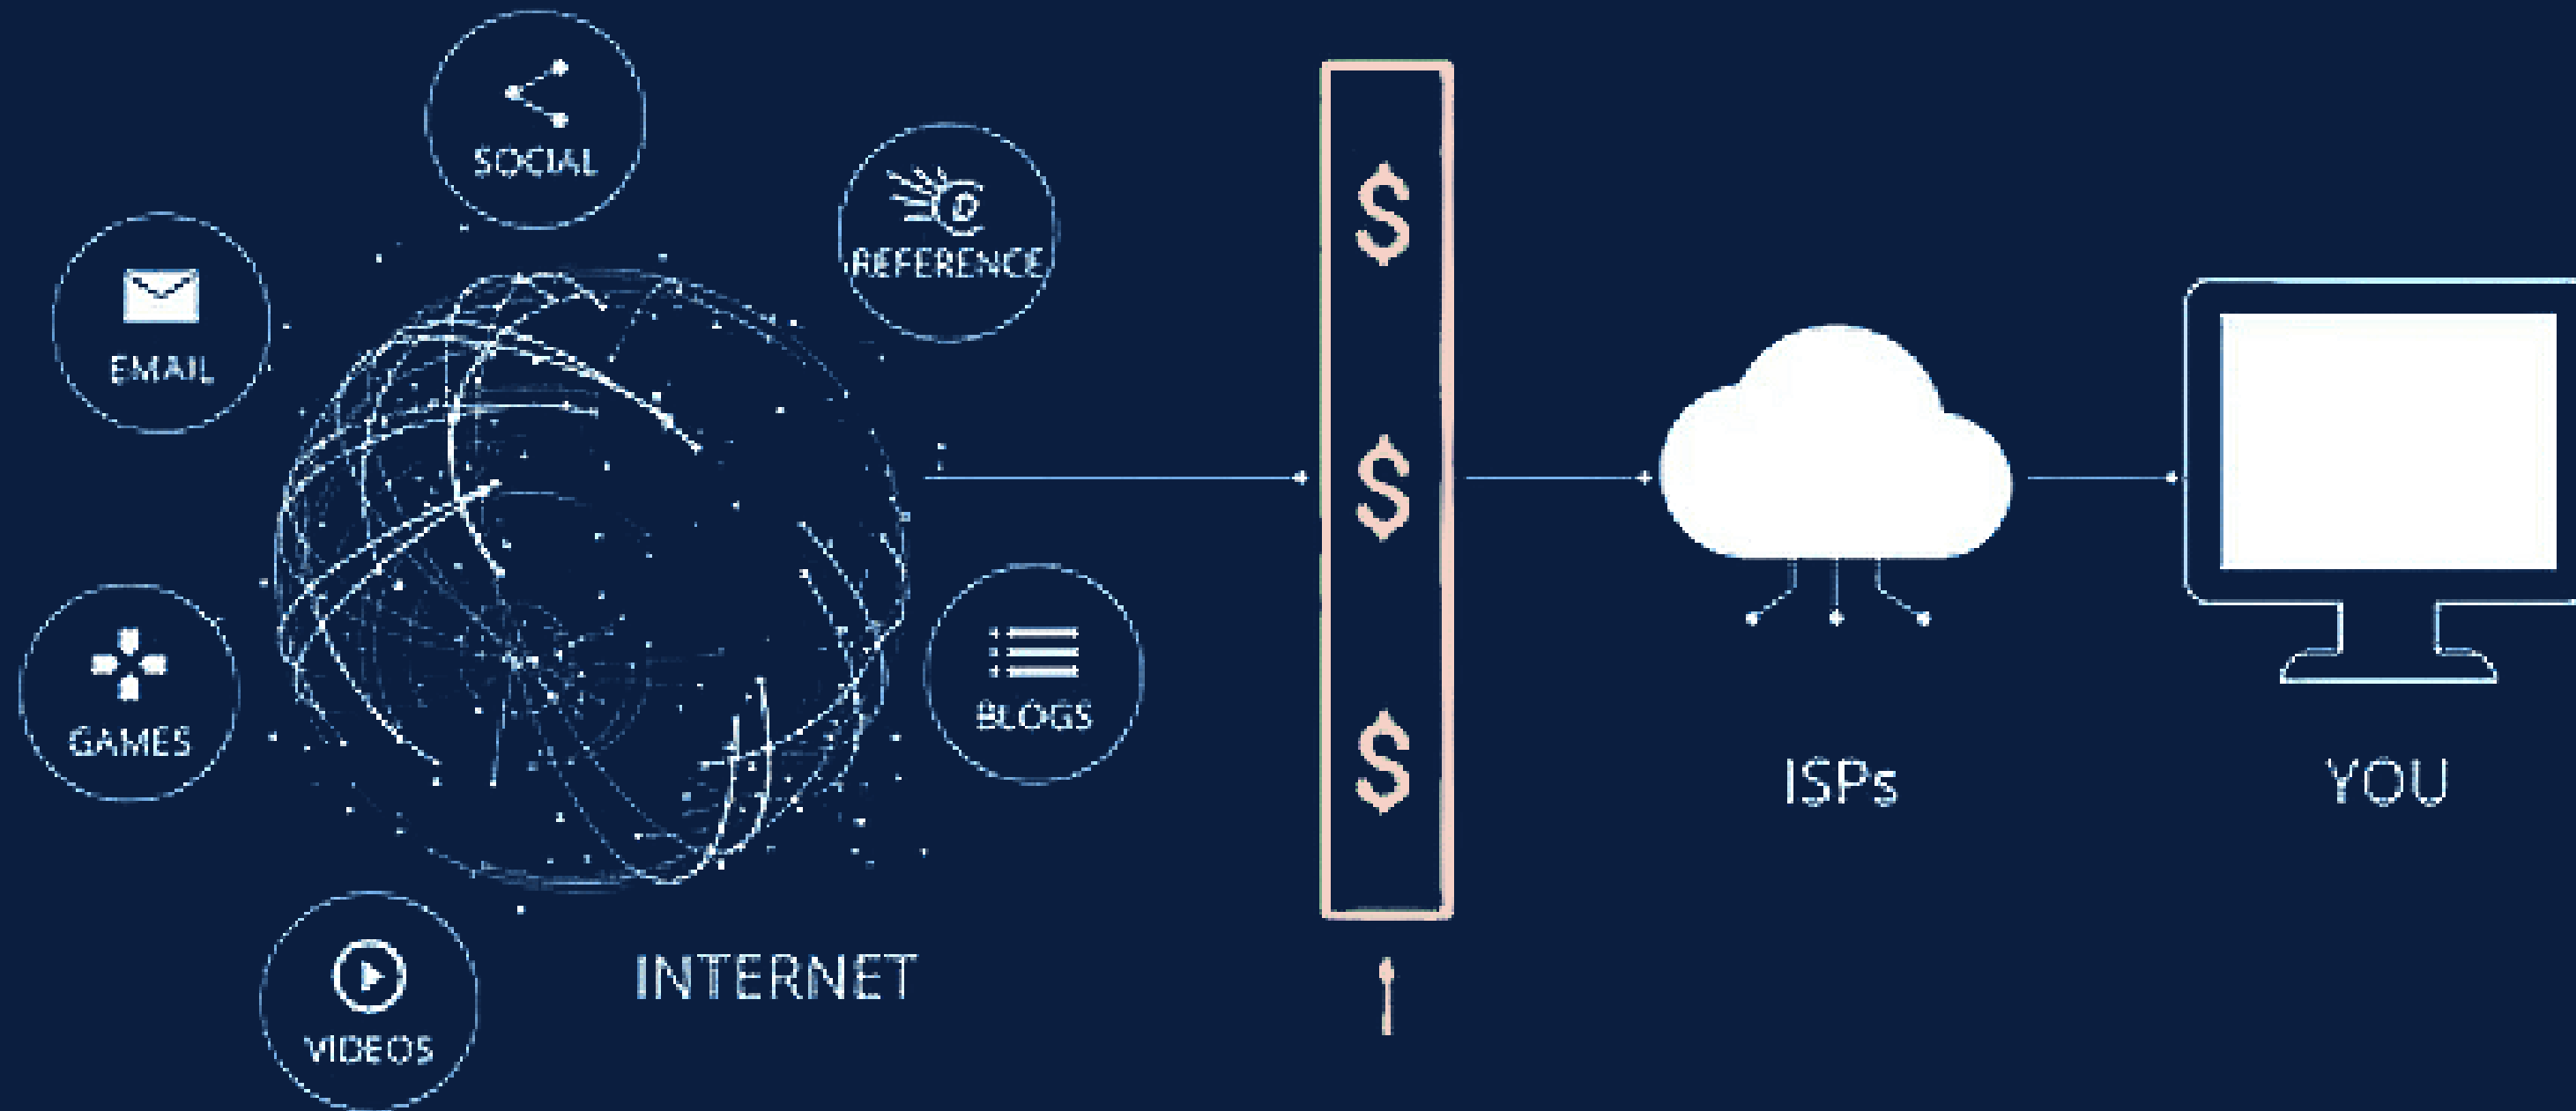 SOCIAL
REFERENCE
EMAIL
$
$
$
GAMES
BLOGS
VIDEOS
INTERNET
ISPs
YOU